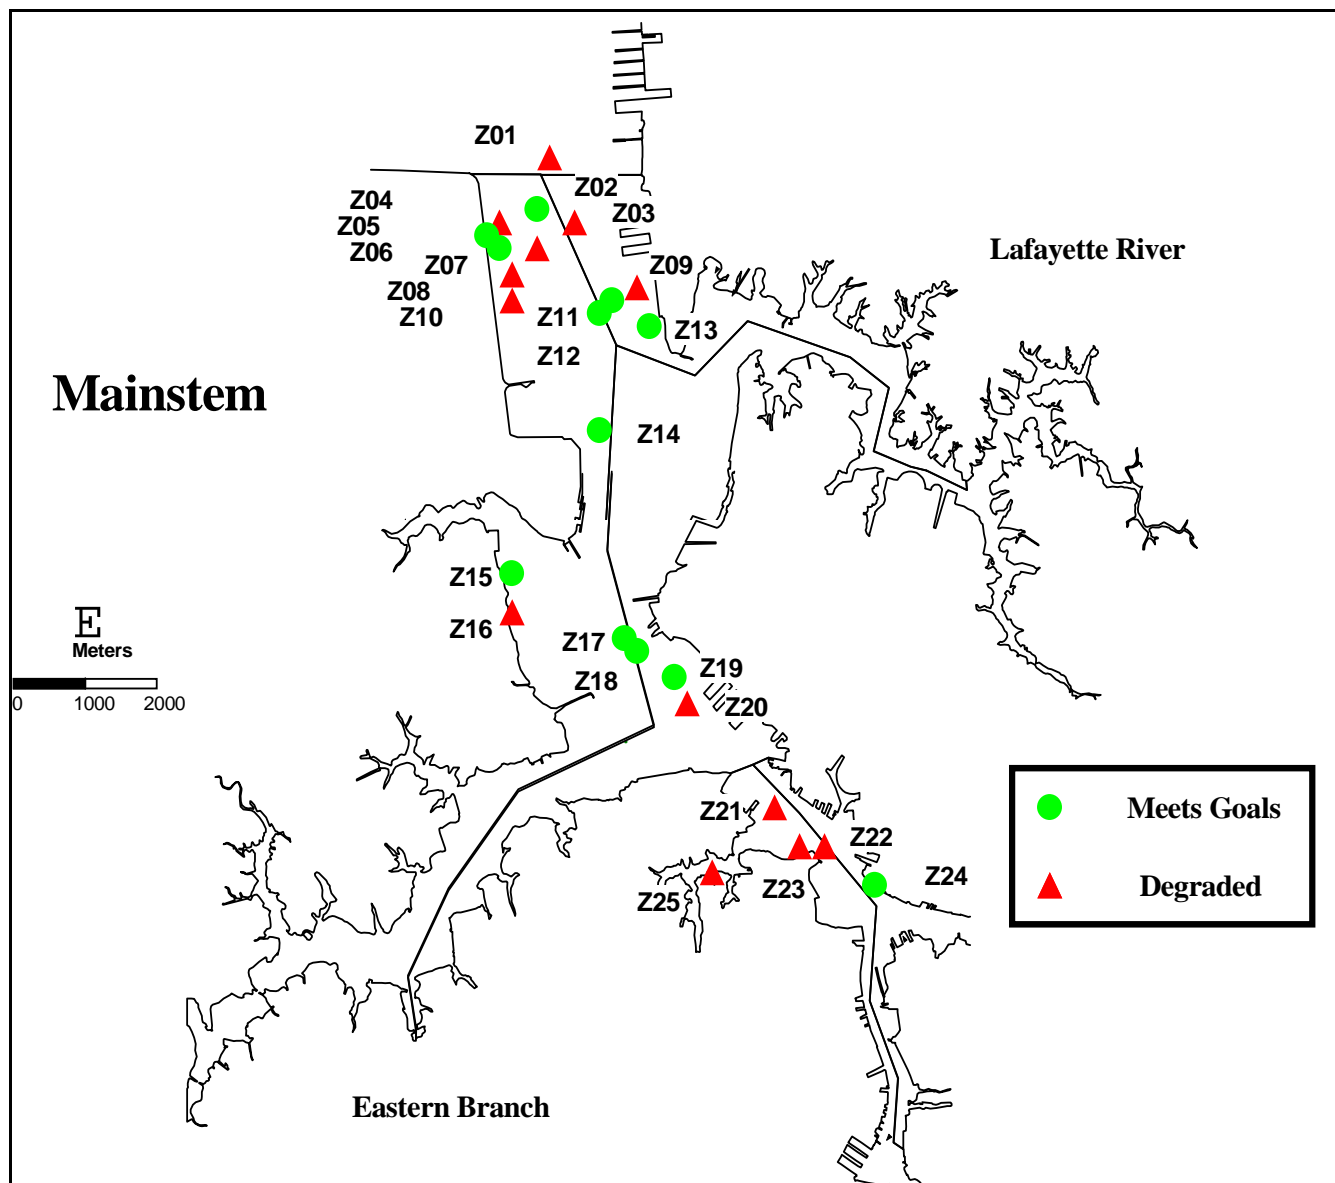 Z01
Z02
Z04
Z03
Z05
Z06
Lafayette River
Z07
Z09
Z08
Z10
Z11
Z13
Z12
Mainstem
Z14
Z15
E
Z16
Z17
Meters
Z19
Z18
0 1000 2000
Z20
Z21
Meets Goals
Z22
Z24
Z23
Degraded
Z25
Eastern Branch